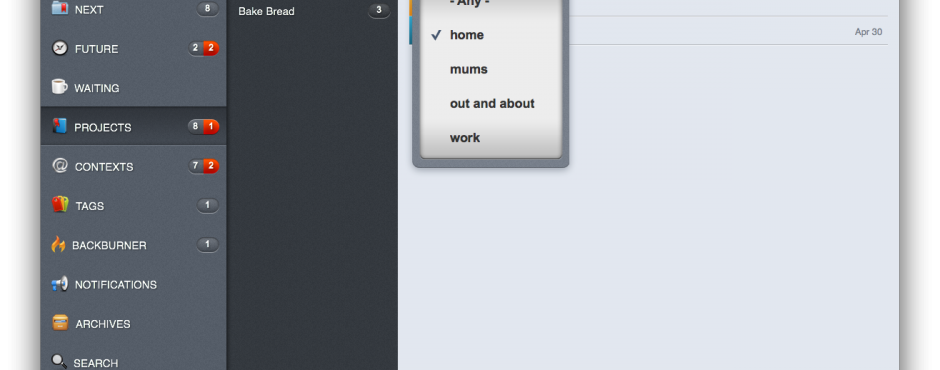 NEXT 8
FUTURE 2 2
WAITING
PROJECTS 8 1
CONTEXTS 7 2
TAGS 1
BACKBURNER 1
NOTIFICATIONS
ARCHIVES
SEARCH
Bake Bread 3
- Any -
✓ home
mums
out and about
work
Apr 30